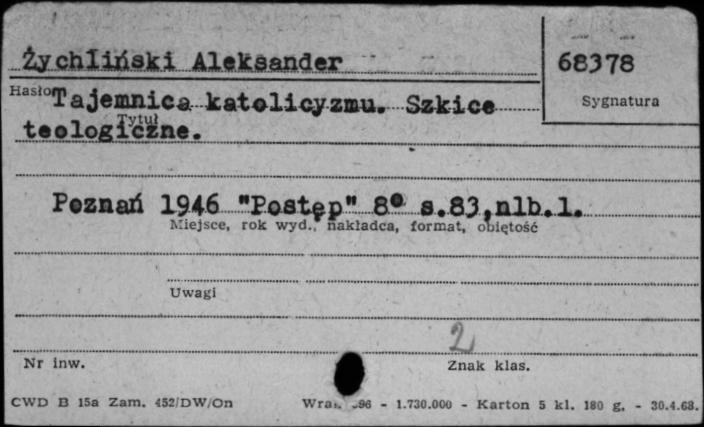 Żychliński Aleksander
68378
Hasło
Sygnatura
Tajemnica katolicyzmu. Szkice
Tytuł
teologiczne.
Poznań 1946 "Postęp" 8° s.83,nlb.1.
Miejsce, rok wyd., nakładca, format, objętość
Uwagi
2
Nr inw.
Znak klas.
CWD B 15a Zam. 452/DW/On
96 - 1.730.000 - Karton 5 kl. 180 g. - 30.4.68.